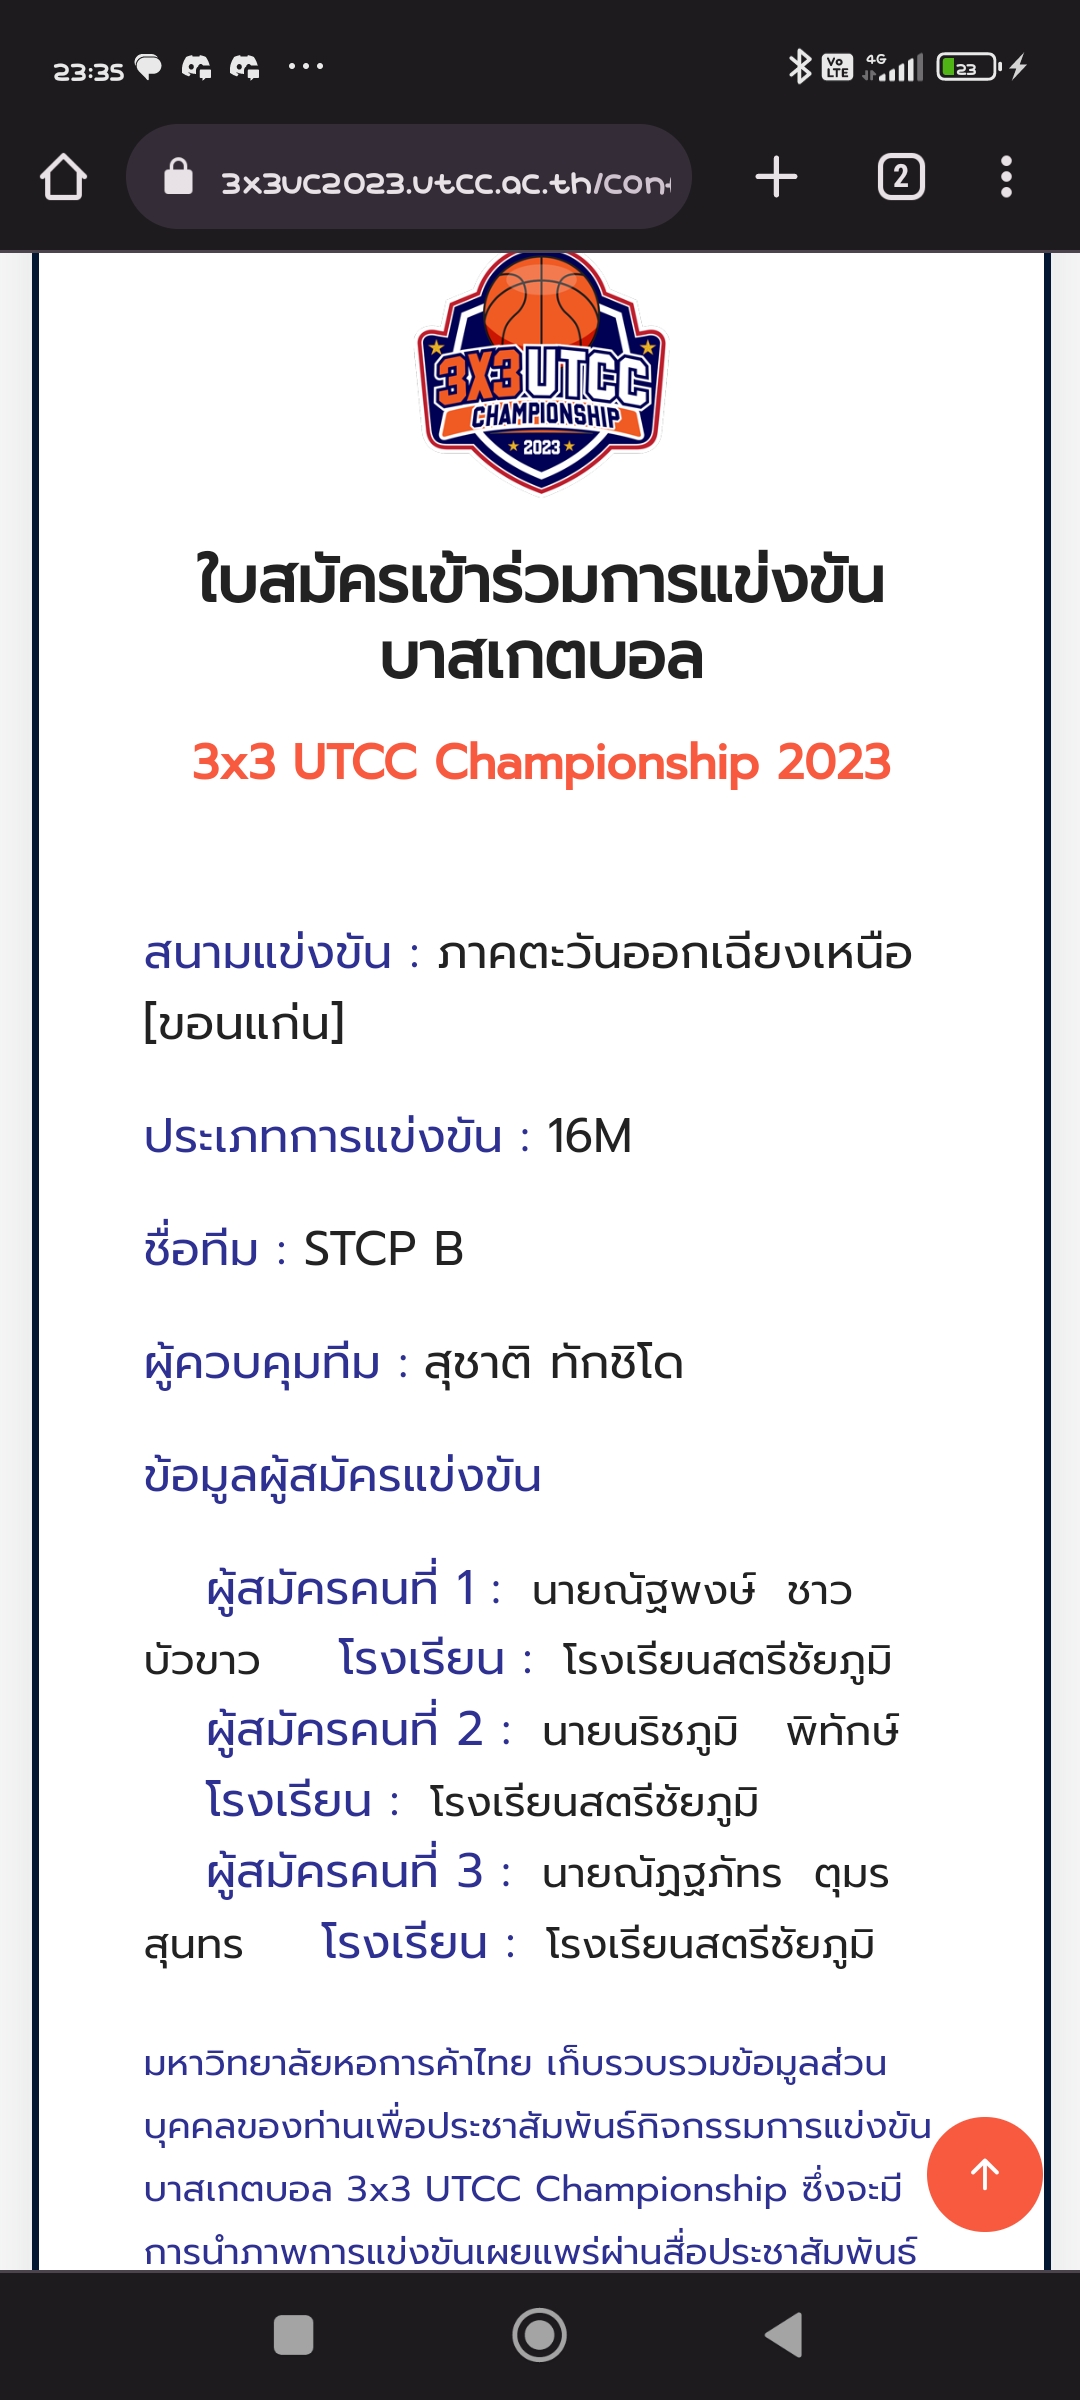 23:35
Vo LTE 4G 23
3x3uc2023.utcc.ac.th/con
2
3X3 UTCC
CHAMPIONSHIP
2023
ใบสมัครเข้าร่วมการแข่งขัน
บาสเกตบอล
3x3 UTCC Championship 2023
สนามแข่งขัน : ภาคตะวันออกเฉียงเหนือ
[ขอนแก่น]
ประเภทการแข่งขัน : 16M
ชื่อทีม : STCP B
ผู้ควบคุมทีม : สุชาติ ทักชิโด
ข้อมูลผู้สมัครแข่งขัน
ผู้สมัครคนที่ 1 : นายณัฐพงษ์ ชาว
บัวขาว โรงเรียน : โรงเรียนสตรีชัยภูมิ
ผู้สมัครคนที่ 2 : นายนริชภูมิ พิทักษ์
โรงเรียน : โรงเรียนสตรีชัยภูมิ
ผู้สมัครคนที่ 3 : นายณัฏฐภัทร ตุมร
สุนทร โรงเรียน : โรงเรียนสตรีชัยภูมิ
มหาวิทยาลัยหอการค้าไทย เก็บรวบรวมข้อมูลส่วน
บุคคลของท่านเพื่อประชาสัมพันธ์กิจกรรมการแข่งขัน
บาสเกตบอล 3x3 UTCC Championship ซึ่งจะมี
การนำภาพการแข่งขันเผยแพร่ผ่านสื่อประชาสัมพันธ์